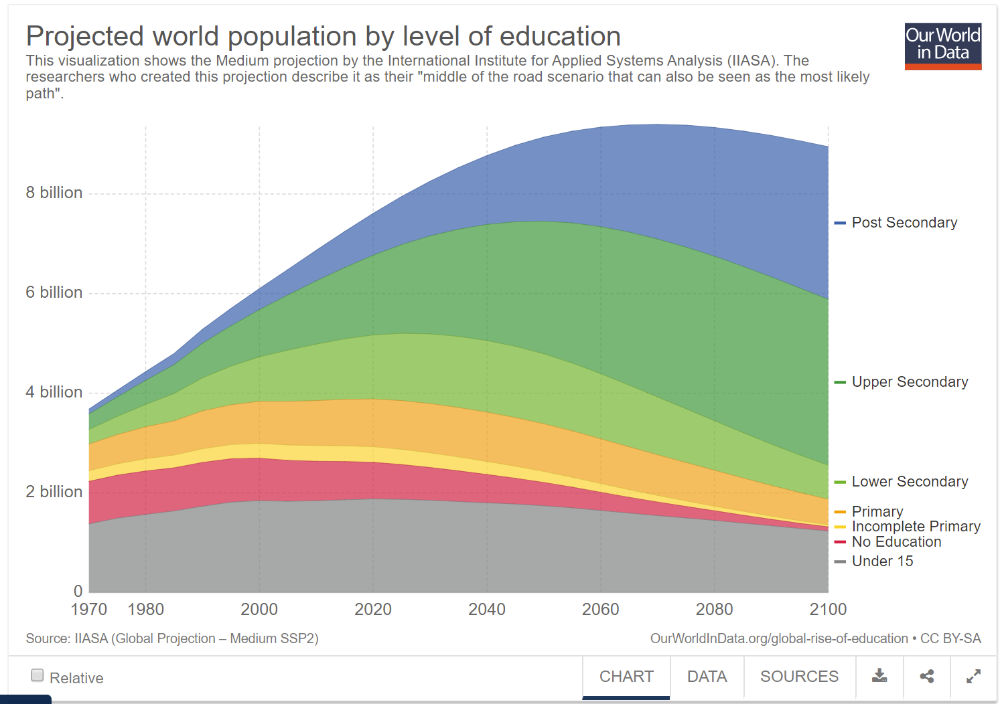 Projected world population by level of education
Our World
in Data
This visualization shows the Medium projection by the International Institute for Applied Systems Analysis (IIASA). The
researchers who created this projection describe it as their "middle of the road scenario that can also be seen as the most likely
path".
8 billion
6 billion
4 billion
2 billion
0
Post Secondary
Upper Secondary
Lower Secondary
Primary
Incomplete Primary
No Education
Under 15
1970 1980 2000 2020 2040 2060 2080 2100
Source: IIASA (Global Projection – Medium SSP2)
OurWorldInData.org/global-rise-of-education • CC BY-SA
Relative
CHART DATA SOURCES